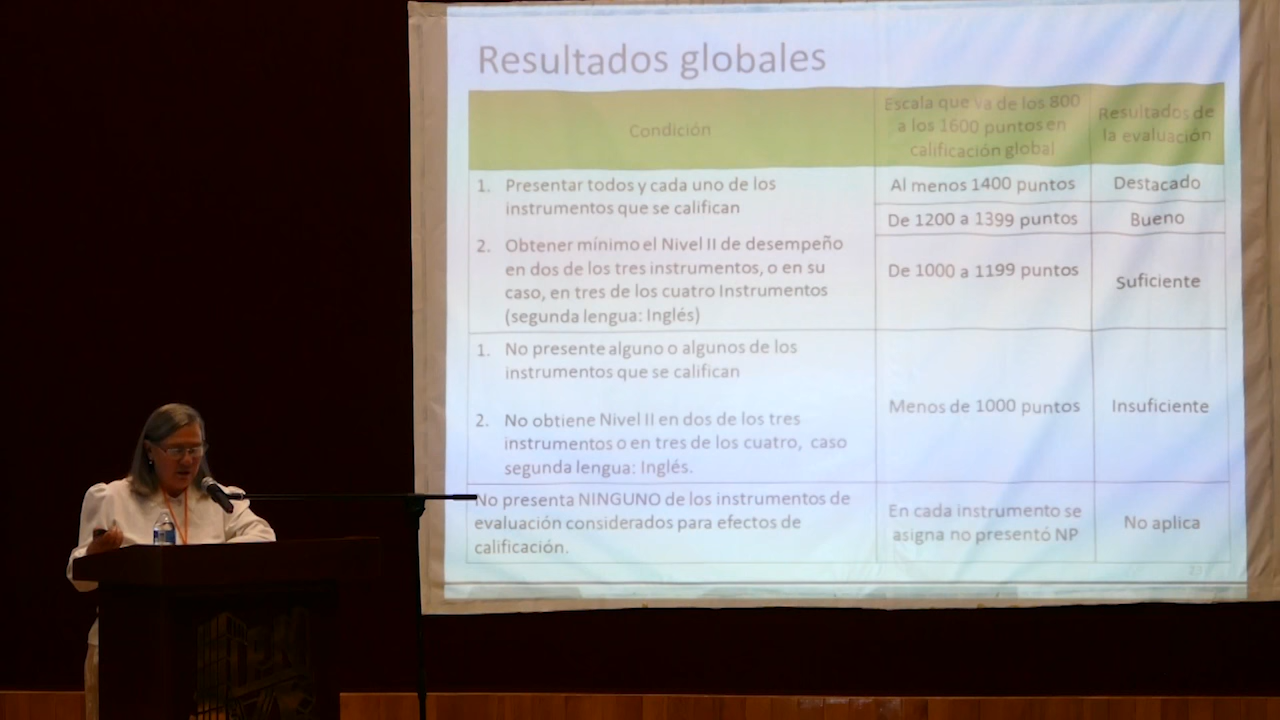 Resultados globales
Condición
Escala que va de los 800
a los 1600 puntos en
calificación global
Resultados de
la evaluación
1. Presentar todos y cada uno de los
instrumentos que se califican
2. Obtener mínimo el Nivel II de desempeño
en dos de los tres instrumentos, o en su
caso, en tres de los cuatro Instrumentos
(segunda lengua: Inglés)
Al menos 1400 puntos
Destacado
De 1200 a 1399 puntos
Bueno
De 1000 a 1199 puntos
Suficiente
1. No presente alguno o algunos de los
instrumentos que se califican
2. No obtiene Nivel II en dos de los tres
instrumentos o en tres de los cuatro, caso
segunda lengua: Inglés.
Menos de 1000 puntos
Insuficiente
No presenta NINGUNO de los instrumentos de
evaluación considerados para efectos de
calificación.
En cada instrumento se
asigna no presentó NP
No aplica
23